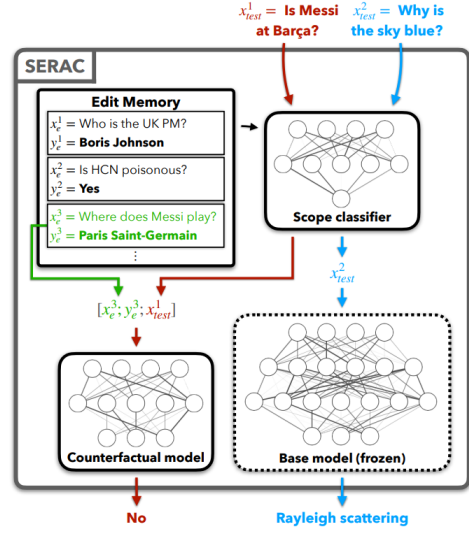 x¹test = Is Messi at Barça?
x²test = Why is the sky blue?
SERAC
Edit Memory
x¹e = Who is the UK PM?
y¹e = Boris Johnson
x²e = Is HCN poisonous?
y²e = Yes
x³e = Where does Messi play?
y³e = Paris Saint-Germain
⋮
Scope classifier
x²test
[x³e; y³e; x¹test]
Counterfactual model
Base model (frozen)
No
Rayleigh scattering